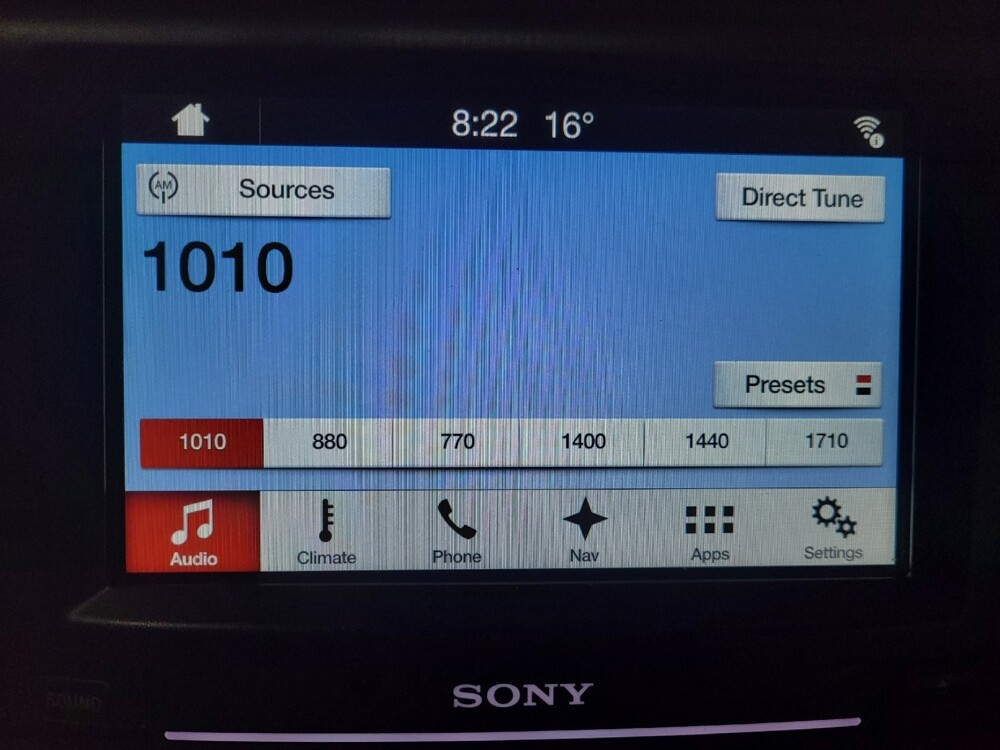 8:22 16°
AM Sources
Direct Tune
1010
Presets
1010 880 770 1400 1440 1710
Audio Climate Phone Nav Apps Settings
SONY
SOUND